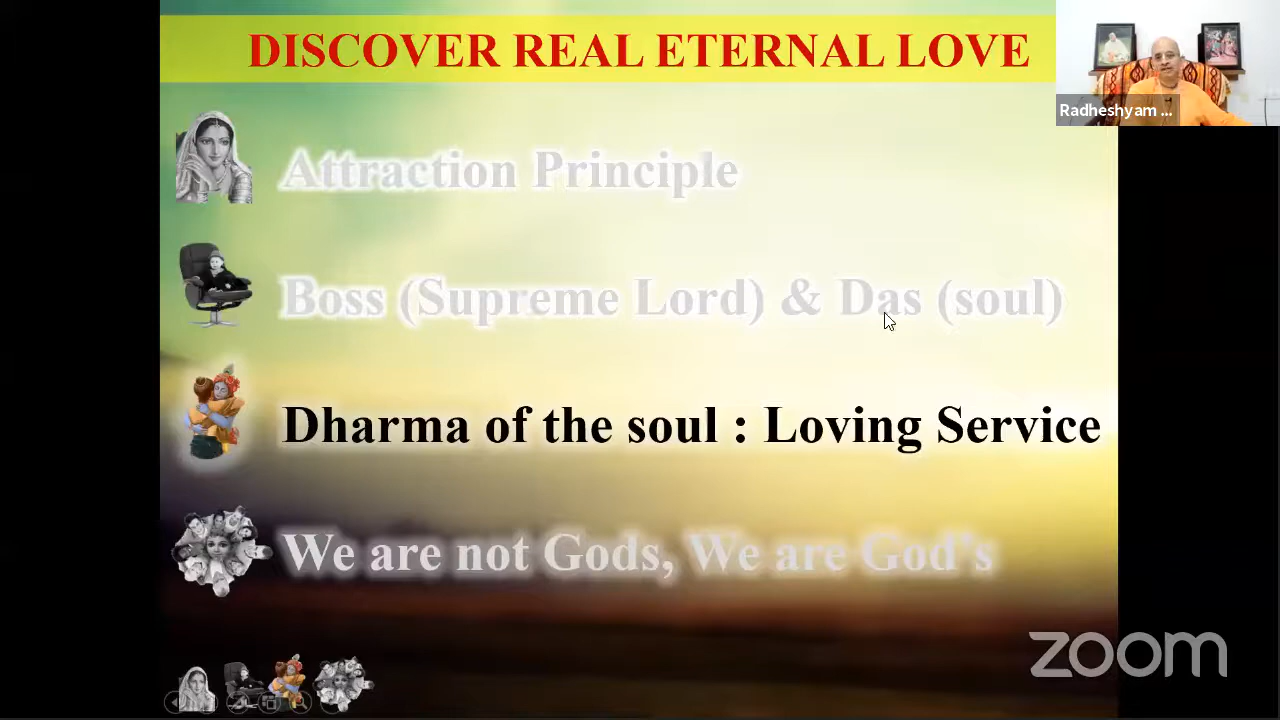 DISCOVER REAL ETERNAL LOVE
Radheshyam ...
Attraction Principle
Boss (Supreme Lord) & Das (soul)
Dharma of the soul : Loving Service
We are not Gods, We are God's
zoom